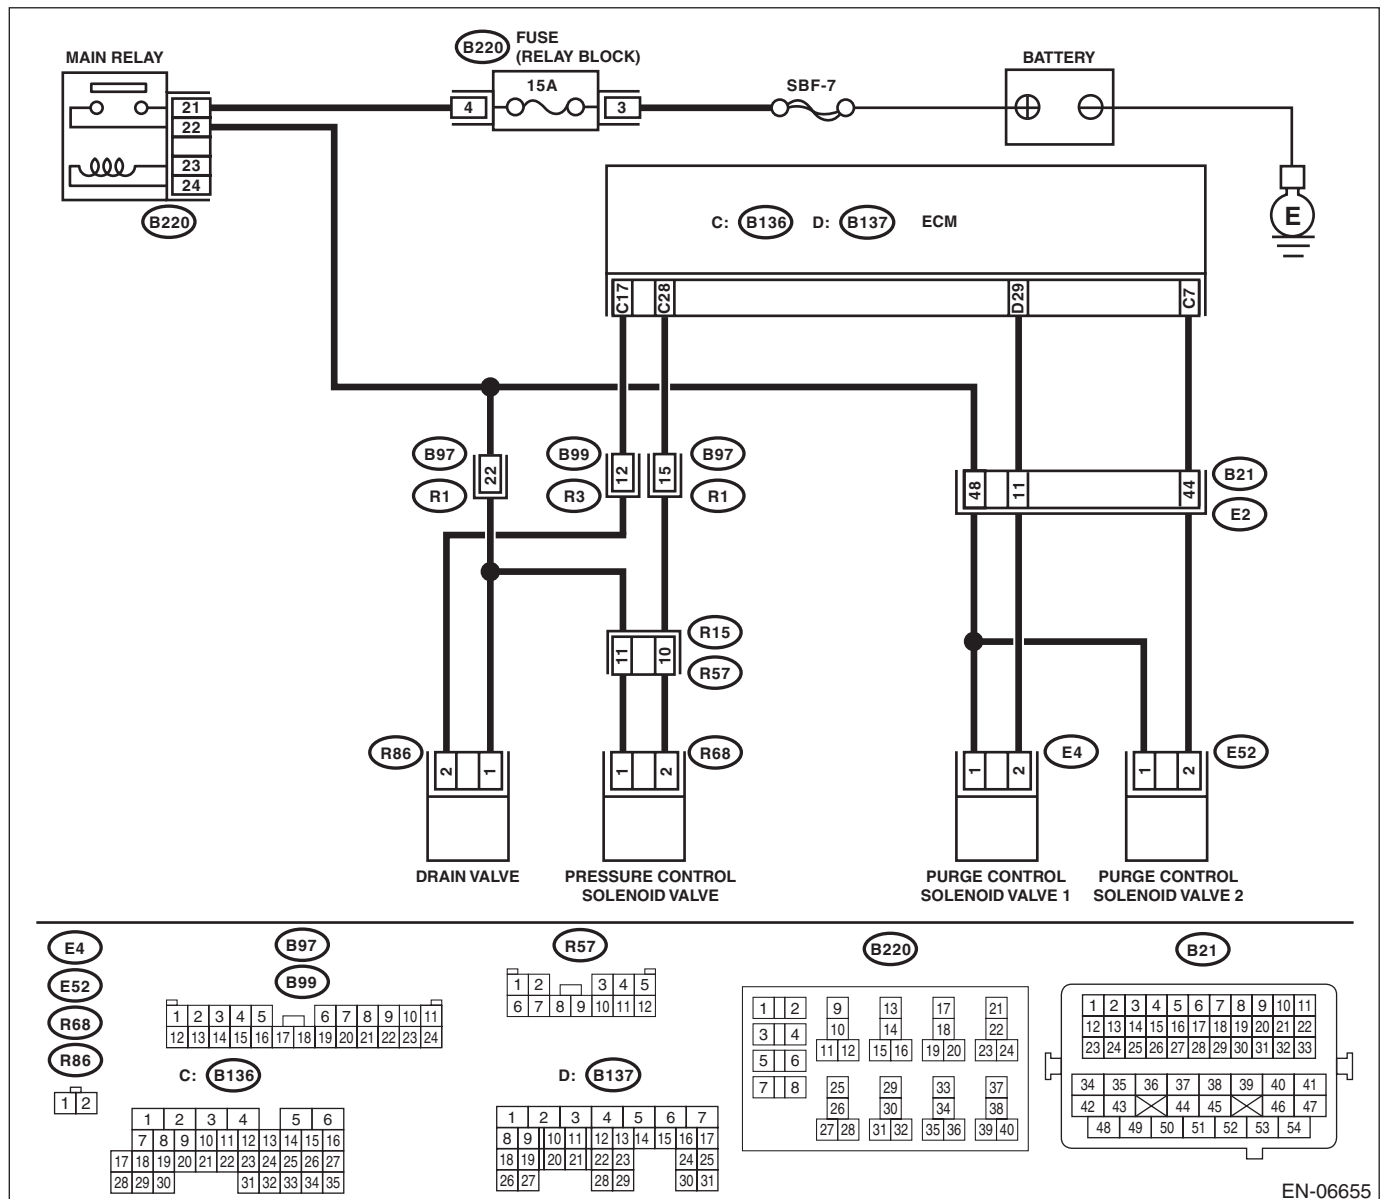 B220 FUSE
(RELAY BLOCK)
MAIN RELAY
BATTERY
15A
SBF-7
21
4
3
22
23
24
B220
E
C: B136 D: B137 ECM
C17 C28 D29 C7
B97 22 B99 12 15 B97
R1 R3 R1
48 11 44 B21
E2
R15
11 10
R57
R86 2 1
1 2 R68
1 2 E4
1 2 E52
DRAIN VALVE
PRESSURE CONTROL
SOLENOID VALVE
PURGE CONTROL
SOLENOID VALVE 1
PURGE CONTROL
SOLENOID VALVE 2
E4
E52
R68
R86
1 2
B97
B99
1 2 3 4 5 6 7 8 9 10 11
12 13 14 15 16 17 18 19 20 21 22 23 24
C: B136
1 2 3 4 5 6
7 8 9 10 11 12 13 14 15 16
17 18 19 20 21 22 23 24 25 26 27
28 29 30 31 32 33 34 35
R57
1 2 3 4 5
6 7 8 9 10 11 12
D: B137
1 2 3 4 5 6 7
8 9 10 11 12 13 14 15 16 17
18 19 20 21 22 23 24 25
26 27 28 29 30 31
B220
1 2 9 13 17 21
3 4 10 14 18 22
5 6 11 12 15 16 19 20 23 24
7 8 25 29 33 37
26 30 34 38
27 28 31 32 35 36 39 40
B21
1 2 3 4 5 6 7 8 9 10 11
12 13 14 15 16 17 18 19 20 21 22
23 24 25 26 27 28 29 30 31 32 33
34 35 36 37 38 39 40 41
42 43 44 45 46 47
48 49 50 51 52 53 54
EN-06655